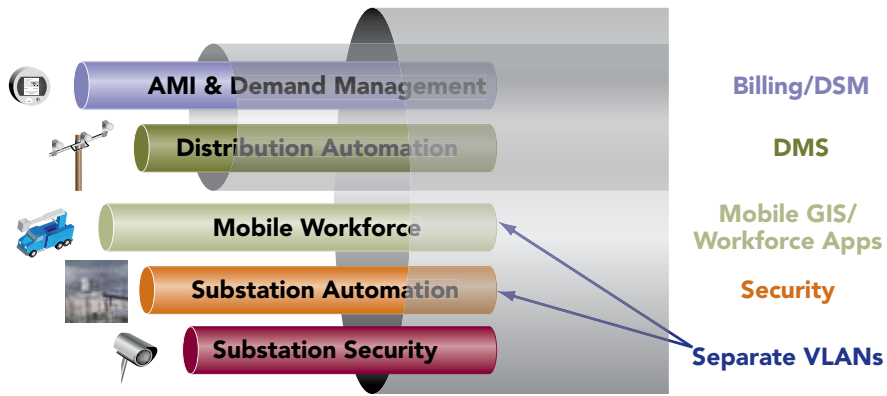 AMI & Demand Management
Billing/DSM
Distribution Automation
DMS
Mobile Workforce
Mobile GIS/
Workforce Apps
Substation Automation
Security
Substation Security
Separate VLANs